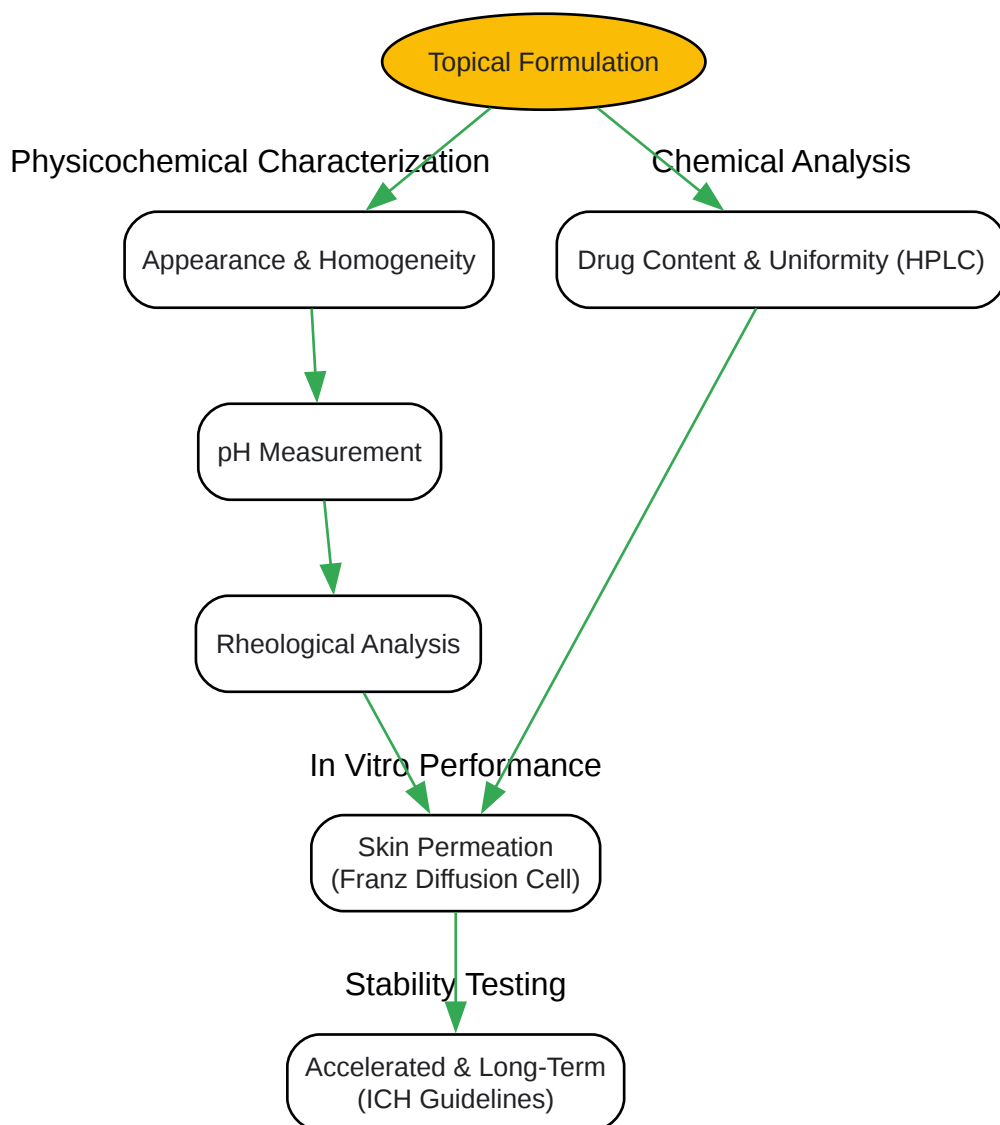 Topical Formulation
Physicochemical Characterization
Chemical Analysis
Appearance & Homogeneity
Drug Content & Uniformity (HPLC)
pH Measurement
Rheological Analysis
In Vitro Performance
Skin Permeation
(Franz Diffusion Cell)
Stability Testing
Accelerated & Long-Term
(ICH Guidelines)